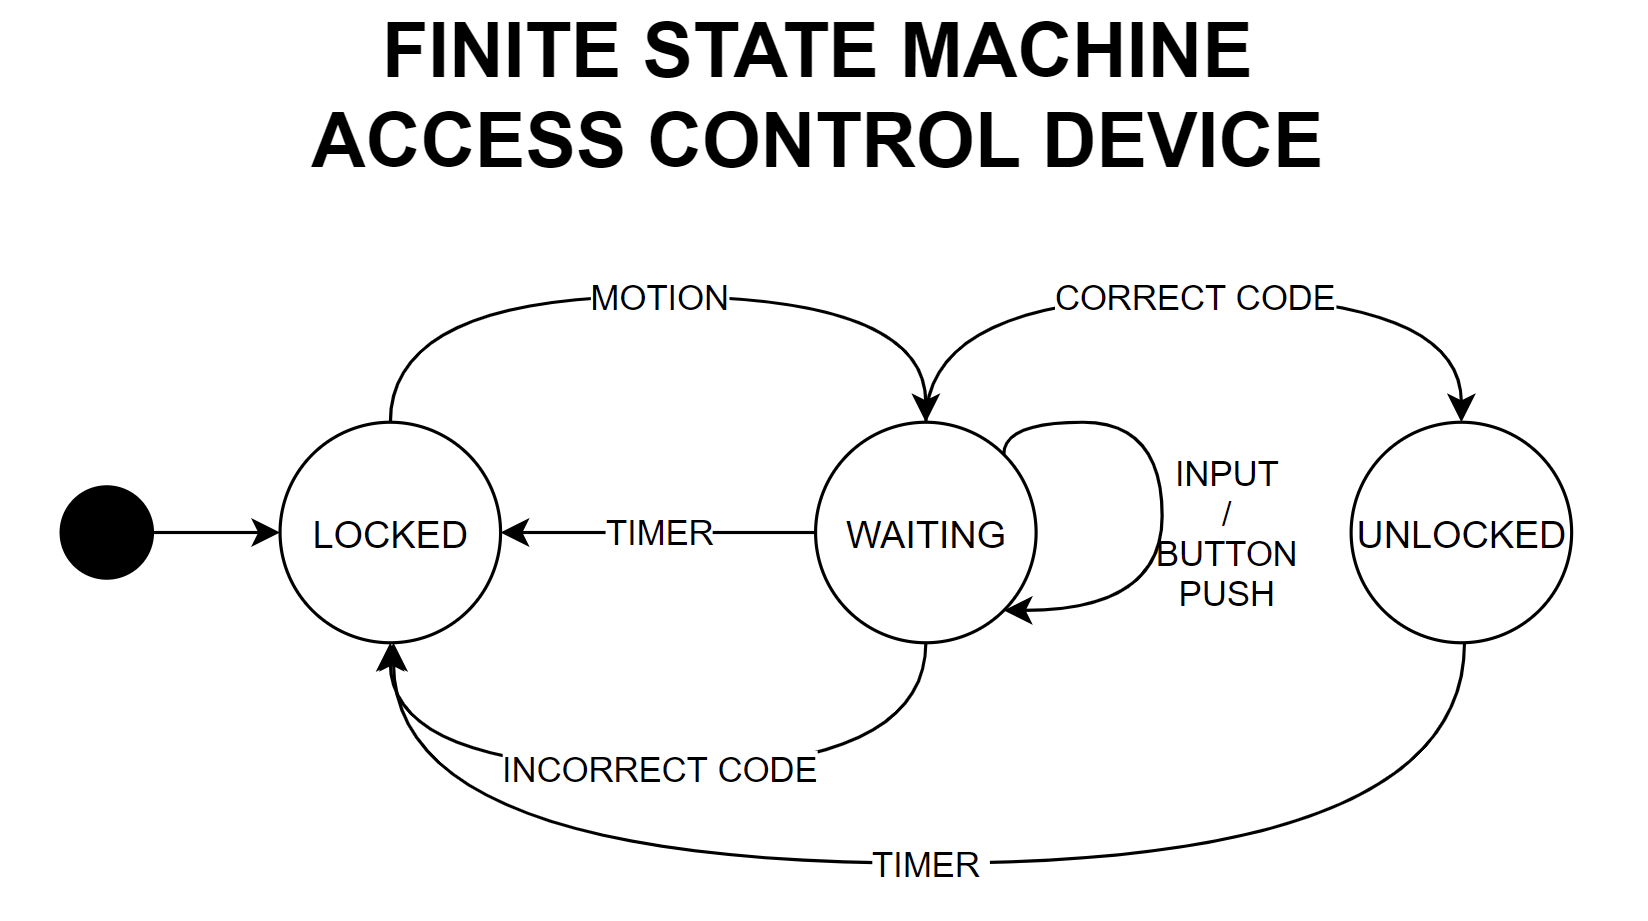 FINITE STATE MACHINE
ACCESS CONTROL DEVICE
MOTION
CORRECT CODE
INPUT
/
BUTTON
PUSH
LOCKED
TIMER
WAITING
UNLOCKED
INCORRECT CODE
TIMER